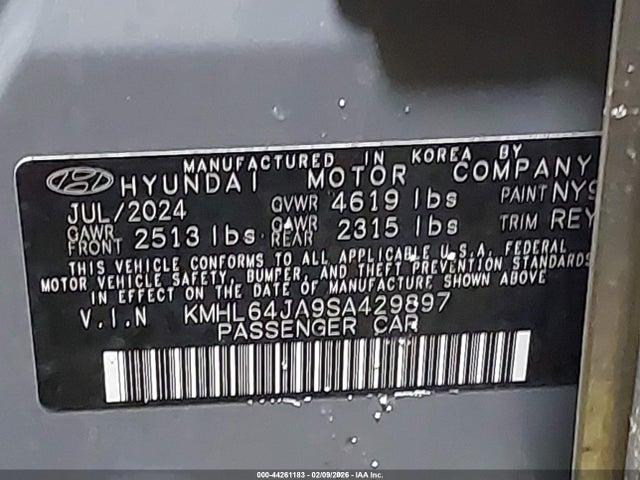 MANUFACTURED IN KOREA BY
HYUNDAI MOTOR COMPANY
JUL/2024 GVWR 4619 lbs PAINT NY9
GAWR FRONT 2513 lbs GAWR REAR 2315 lbs TRIM REY
THIS VEHICLE CONFORMS TO ALL APPLICABLE U.S.A. FEDERAL
MOTOR VEHICLE SAFETY, BUMPER, AND THEFT PREVENTION STANDARDS
IN EFFECT ON THE DATE OF MANUFACTURE SHOWN ABOVE
V.I.N KMHL64JA9SA429897
PASSENGER CAR
000-44261183 - 02/09/2026 - IAA Inc.